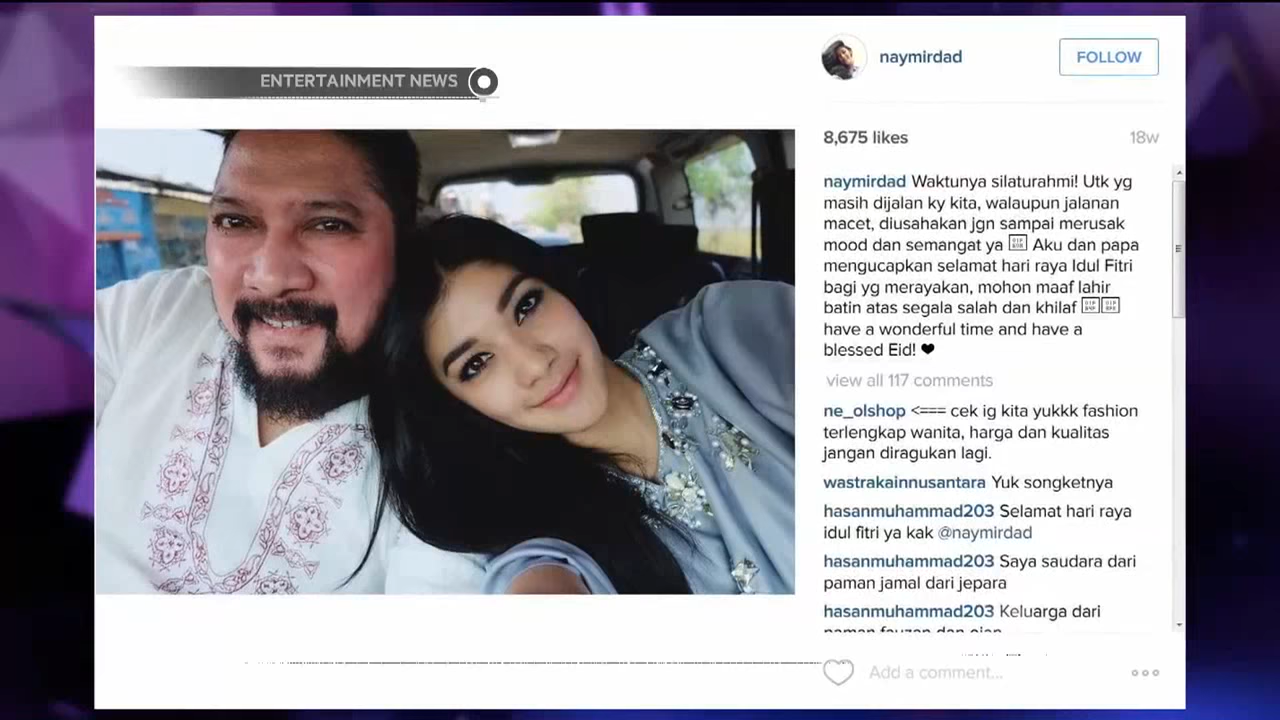 ENTERTAINMENT NEWS
naymirdad
FOLLOW
8,675 likes
18w
naymirdad Waktunya silaturahmi! Utk yg
masih dijalan ky kita, walaupun jalanan
macet, diusahakan jgn sampai merusak
mood dan semangat ya Aku dan papa
mengucapkan selamat hari raya Idul Fitri
bagi yg merayakan, mohon maaf lahir
batin atas segala salah dan khilaf
have a wonderful time and have a
blessed Eid! ❤
view all 117 comments
ne_olshop <=== cek ig kita yukkk fashion
terlengkap wanita, harga dan kualitas
jangan diragukan lagi.
wastrakainnusantara Yuk songketnya
hasanmuhammad203 Selamat hari raya
idul fitri ya kak @naymirdad
hasanmuhammad203 Saya saudara dari
paman jamal dari jepara
hasanmuhammad203 Keluarga dari
paman fauzan dan ojan
Add a comment...